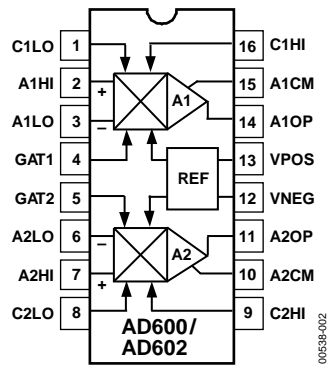 C1LO 1 16 C1HI
A1HI 2 + A1 15 A1CM
A1LO 3 – 14 A1OP
GAT1 4 13 VPOS
REF
GAT2 5 12 VNEG
A2LO 6 – 11 A2OP
A2
A2HI 7 + 10 A2CM
C2LO 8 9 C2HI
AD600/
AD602
00538-002